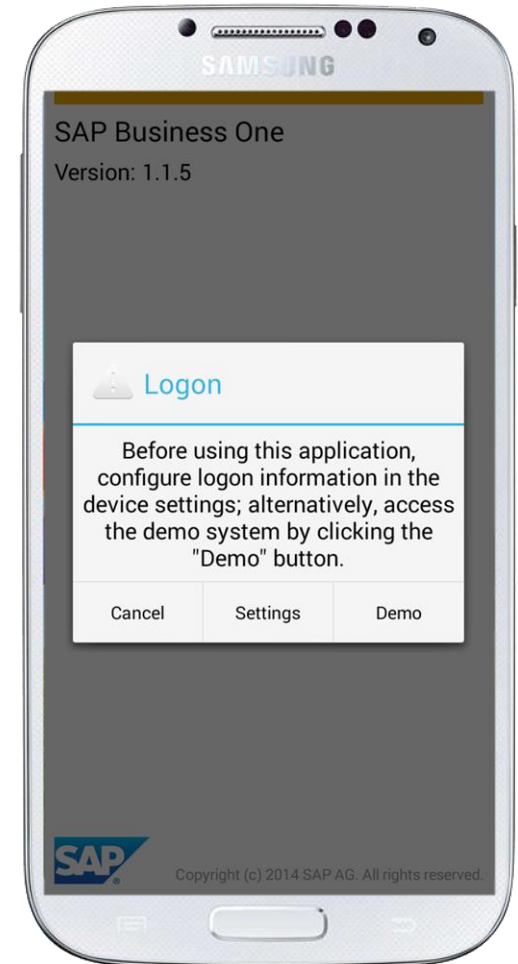 SAMSUNG
SAP Business One
Version: 1.1.5
Logon
Before using this application,
configure logon information in the
device settings; alternatively, access
the demo system by clicking the
"Demo" button.
Cancel Settings Demo
SAP
Copyright (c) 2014 SAP AG. All rights reserved.